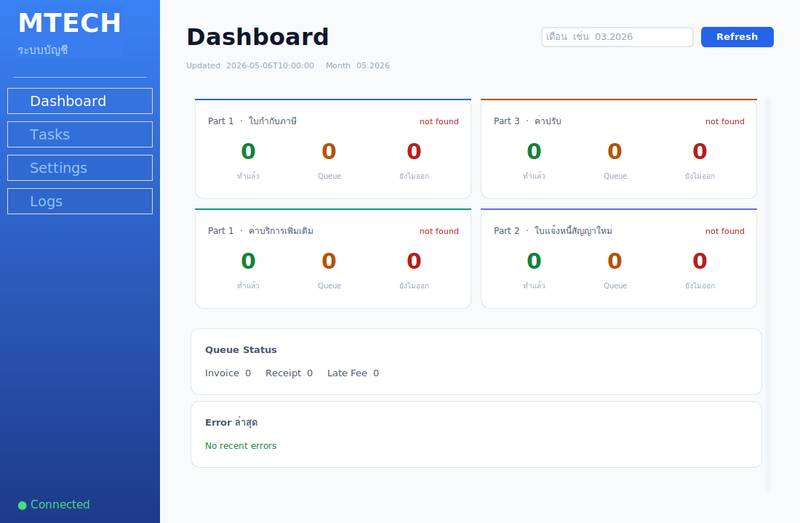 MTECH
ระบบบัญชี
Dashboard
Tasks
Settings
Logs
Connected
Dashboard
เดือน เช่น 03.2026
Refresh
Updated 2026-05-06T10:00:00 Month 05.2026
Part 1 · ใบกำกับภาษี not found
0 0 0
ทำแล้ว Queue ยังไม่ออก
Part 3 · ค่าปรับ not found
0 0 0
ทำแล้ว Queue ยังไม่ออก
Part 1 · ค่าบริการเพิ่มเติม not found
0 0 0
ทำแล้ว Queue ยังไม่ออก
Part 2 · ใบแจ้งหนี้สัญญาใหม่ not found
0 0 0
ทำแล้ว Queue ยังไม่ออก
Queue Status
Invoice 0 Receipt 0 Late Fee 0
Error ล่าสุด
No recent errors